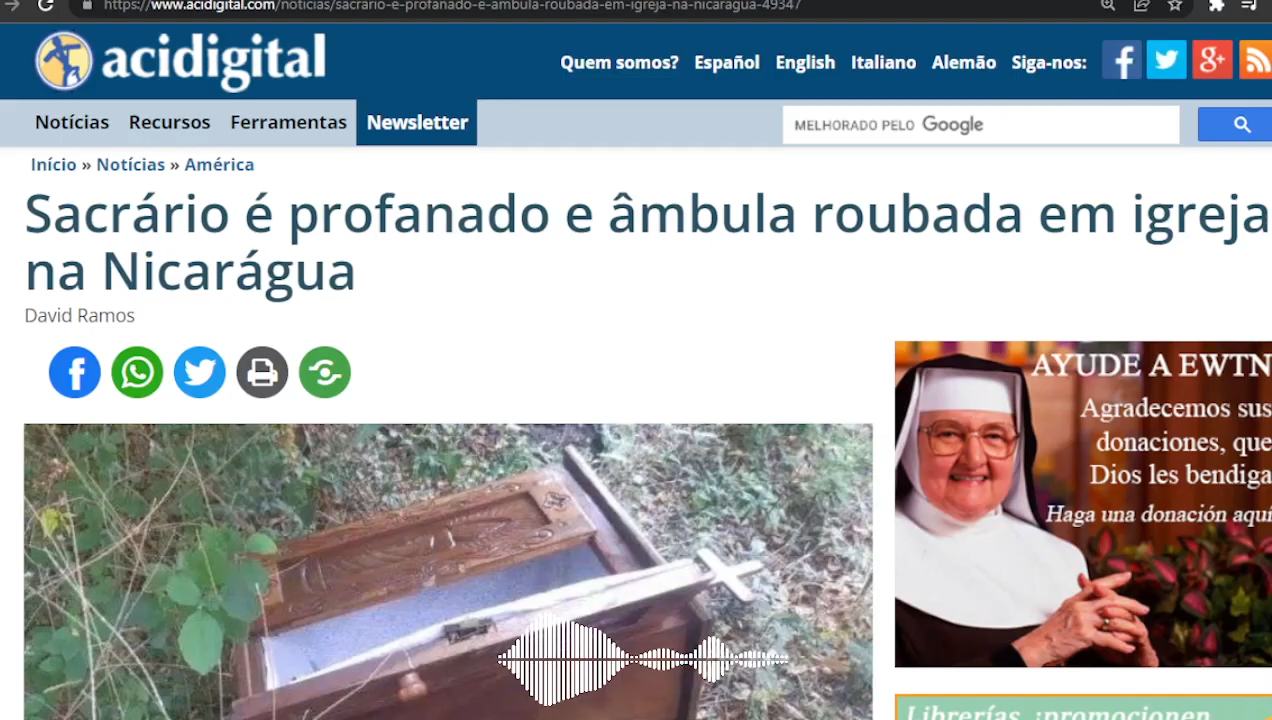 https://www.acidigital.com/noticias/sacrario-e-profanado-e-ambula-roubada-em-igreja-na-nicaragua-49347
acidigital
Quem somos? Español English Italiano Alemão Siga-nos:
Notícias Recursos Ferramentas Newsletter
MELHORADO PELO Google
Início » Notícias » América
Sacrário é profanado e âmbula roubada em igreja
na Nicarágua
David Ramos
AYUDE A EWTN
Agradecemos sus
donaciones, que
Dios les bendiga
Haga una donación aquí
Librerías, ¡promocionen